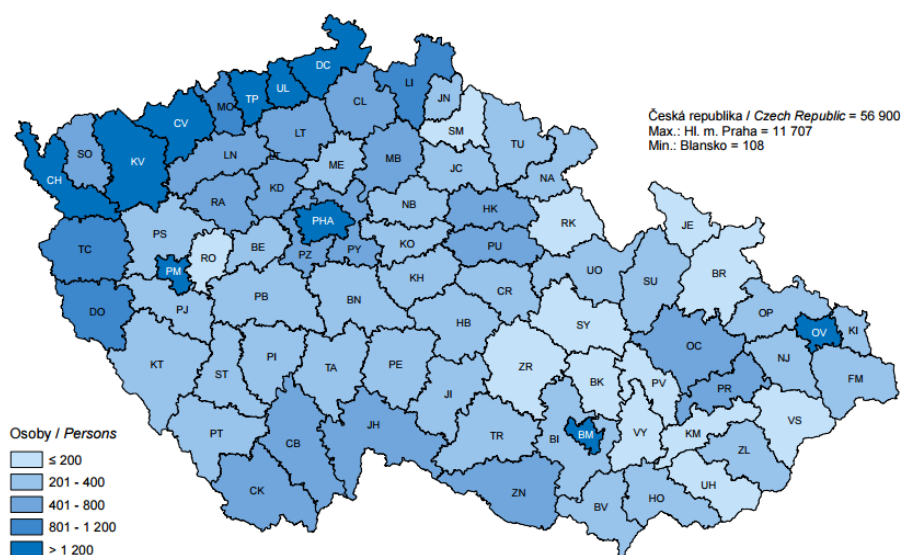 DC
LI
UL
TP
MO
CL
JN
CV
LT
SM
TU
SO
KV
LN
ME
MB
JC
NA
CH
RA
KD
NB
HK
RK
JE
PHA
TC
PS
RO
BE
PZ
PY
KO
PU
BR
PM
KH
UO
SU
DO
PJ
PB
BN
CR
OP
OV
KI
HB
SY
OC
NJ
KT
ST
PI
TA
PE
ZR
BK
PV
PR
FM
JI
PT
CB
JH
TR
BI
BM
VY
KM
VS
ZL
CK
ZN
UH
BV
HO
Česká republika / Czech Republic = 56 900
Max.: Hl. m. Praha = 11 707
Min.: Blansko = 108
Osoby / Persons
≤ 200
201 - 400
401 - 800
801 - 1 200
> 1 200